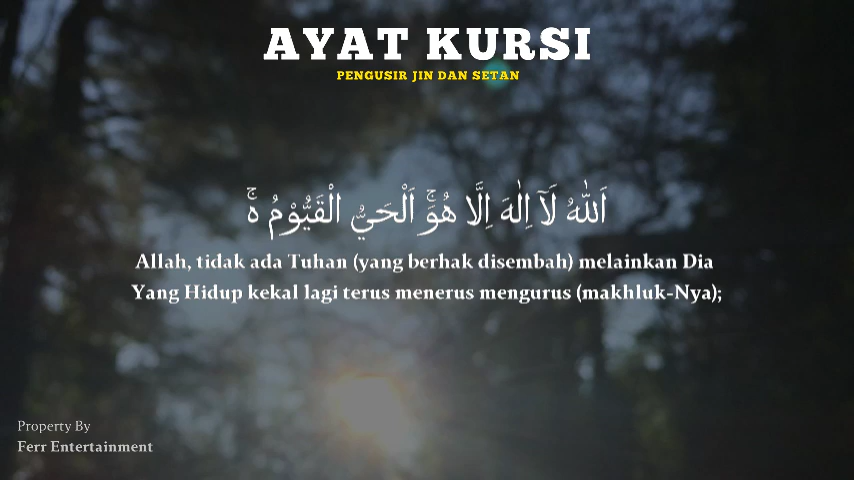 AYAT KURSI
PENGUSIR JIN DAN SETAN
اَللّٰهُ لَآ اِلٰهَ اِلَّا هُوَۚ اَلْحَيُّ الْقَيُّوْمُ ەۚ
Allah, tidak ada Tuhan (yang berhak disembah) melainkan Dia
Yang Hidup kekal lagi terus menerus mengurus (makhluk-Nya);
Property By
Ferr Entertainment